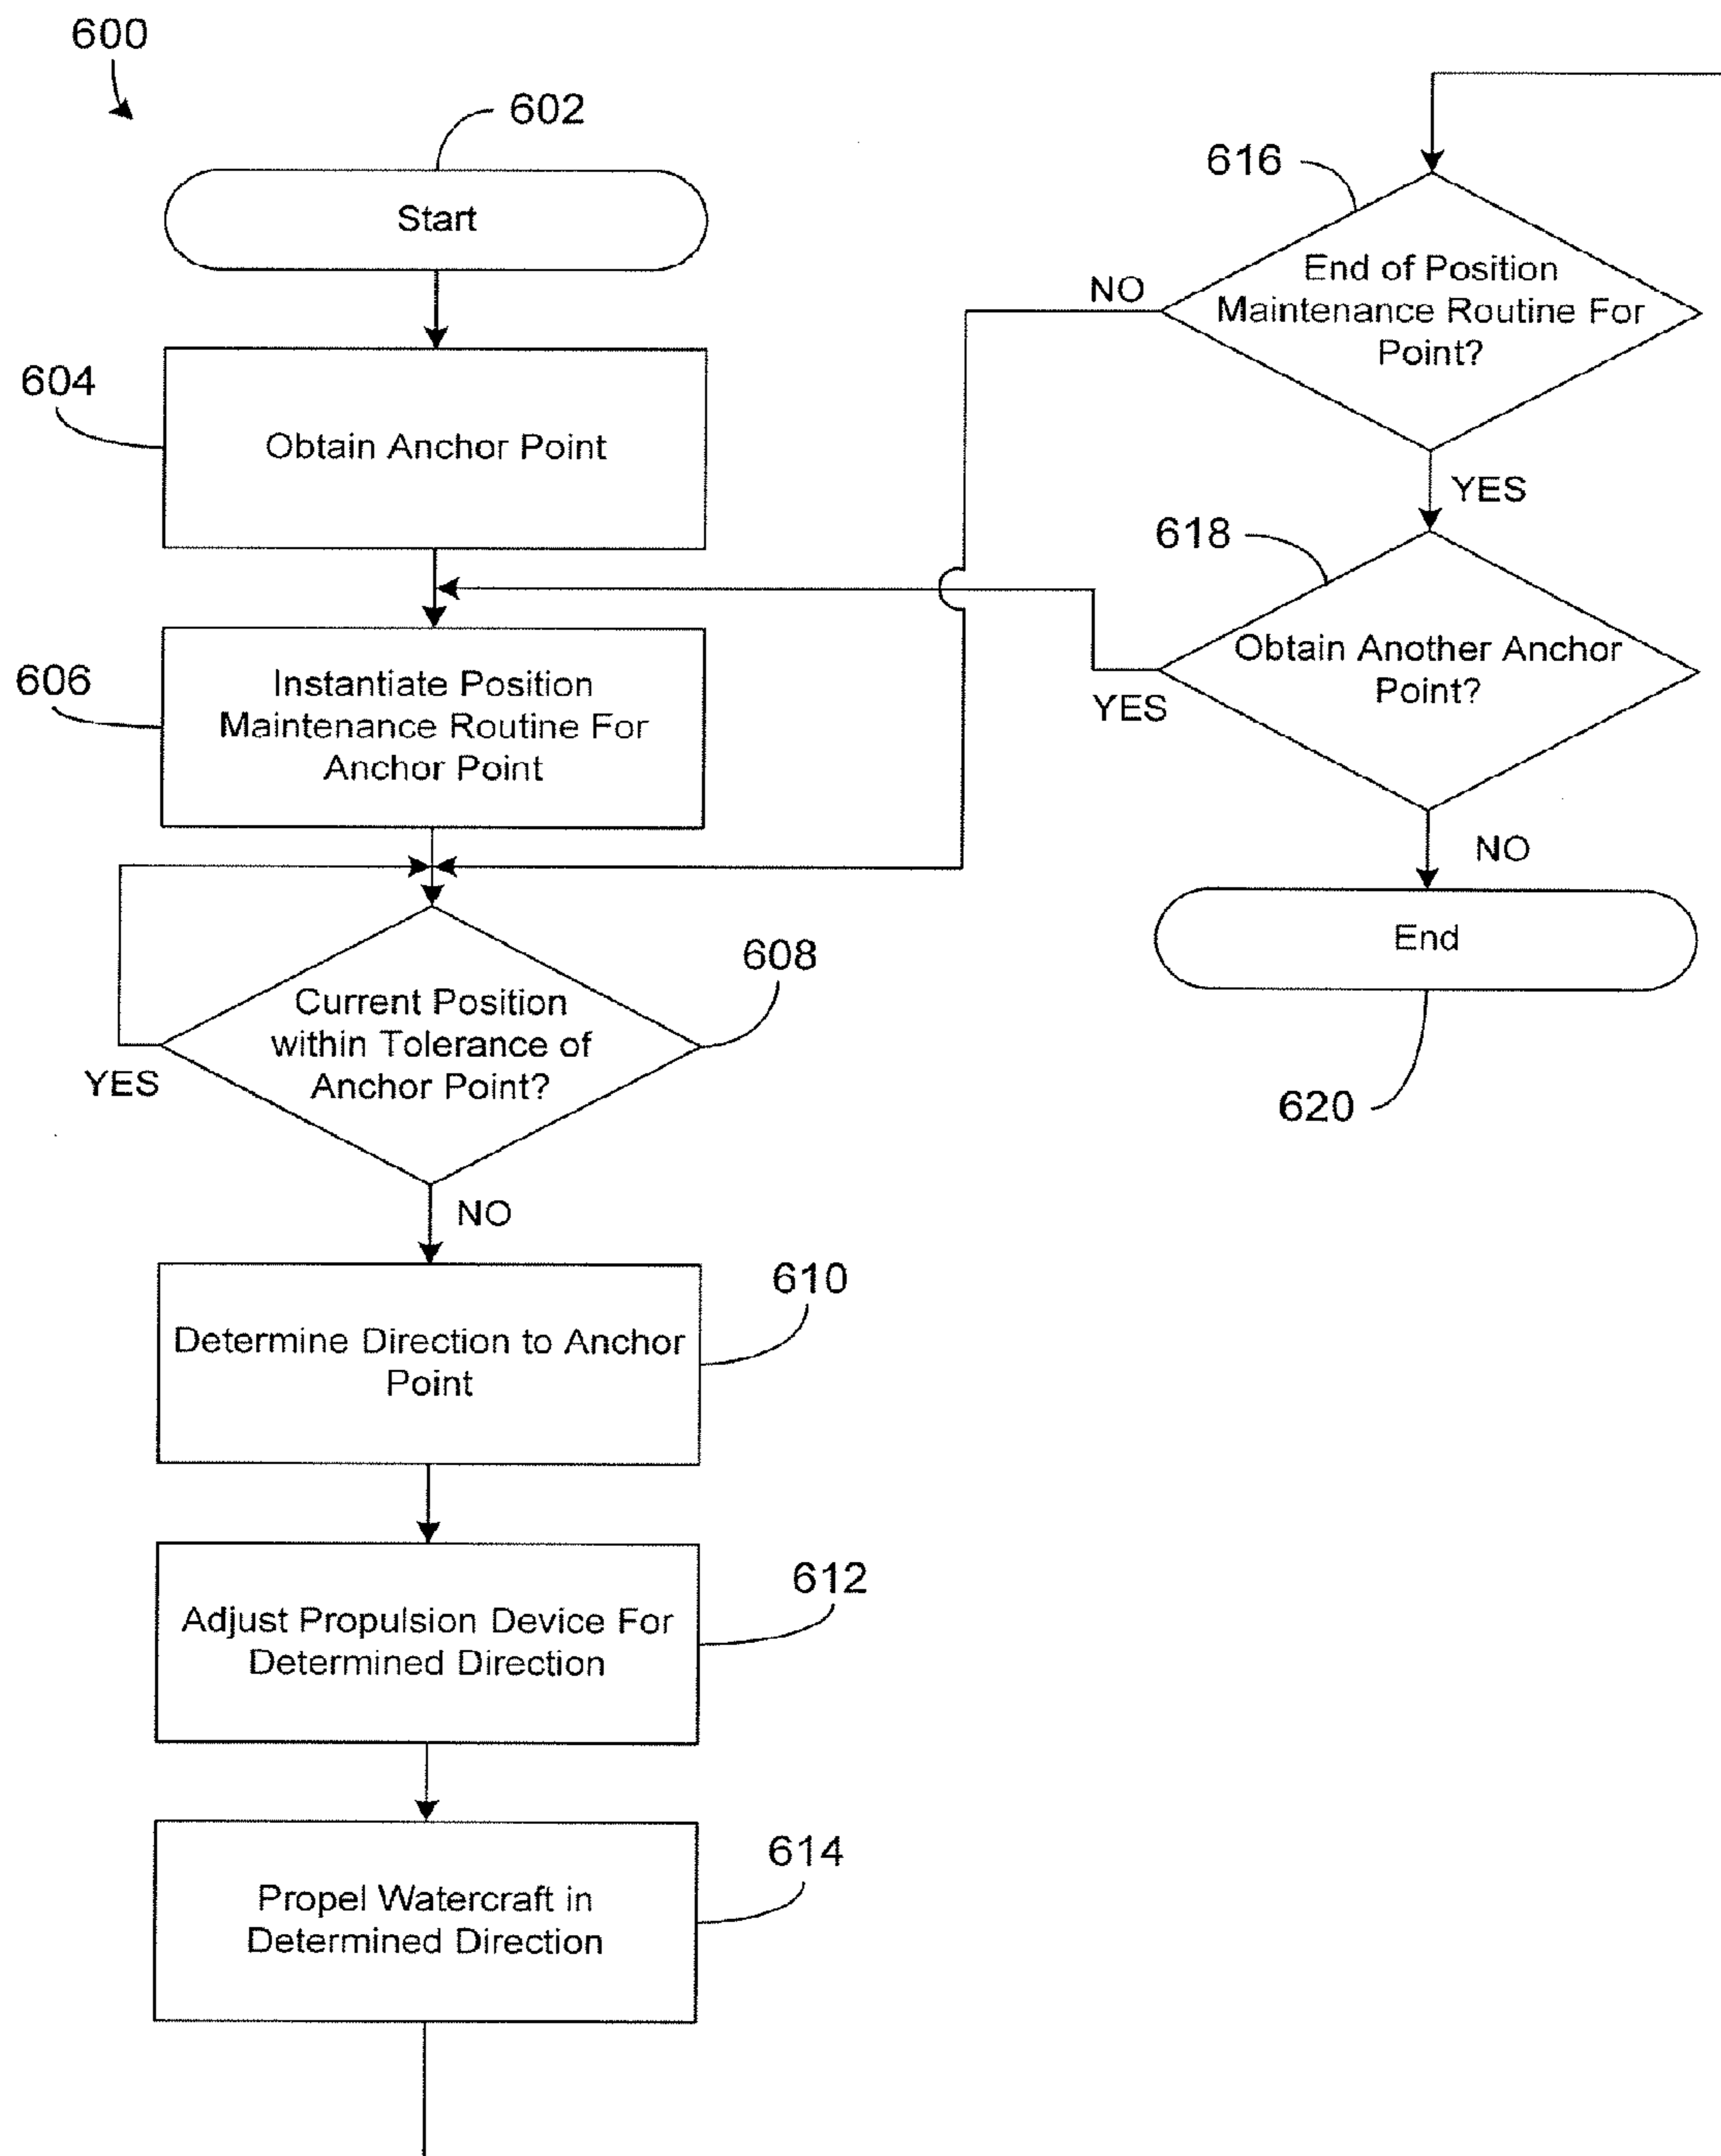 600
602
Start
604
Obtain Anchor Point
606
Instantiate Position
Maintenance Routine For
Anchor Point
608
Current Position
within Tolerance of
Anchor Point?
YES
NO
610
Determine Direction to Anchor
Point
612
Adjust Propulsion Device For
Determined Direction
614
Propel Watercraft in
Determined Direction
616
End of Position
Maintenance Routine For
Point?
NO
YES
618
Obtain Another Anchor
Point?
YES
NO
End
620